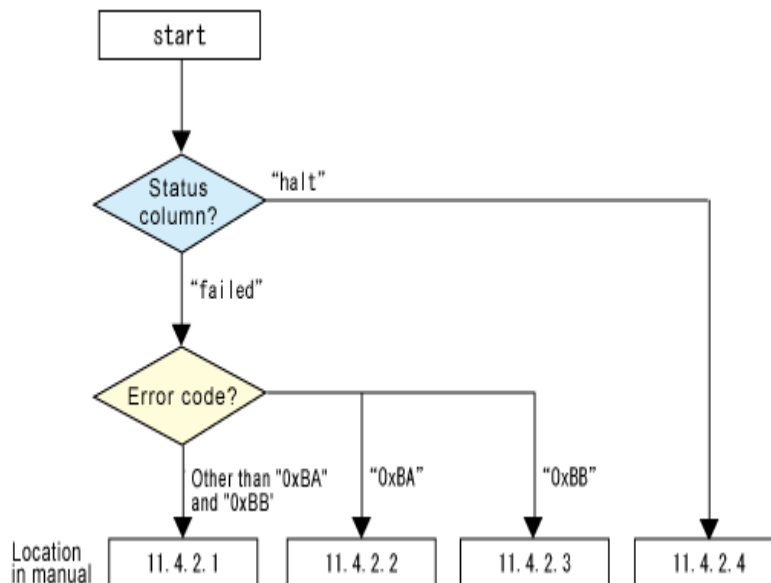 start
Status
column?
“halt”
“failed”
Error code?
Other than "0xBA"
and "0xBB'
“0xBA”
“0xBB”
Location
in manual
11.4.2.1
11.4.2.2
11.4.2.3
11.4.2.4